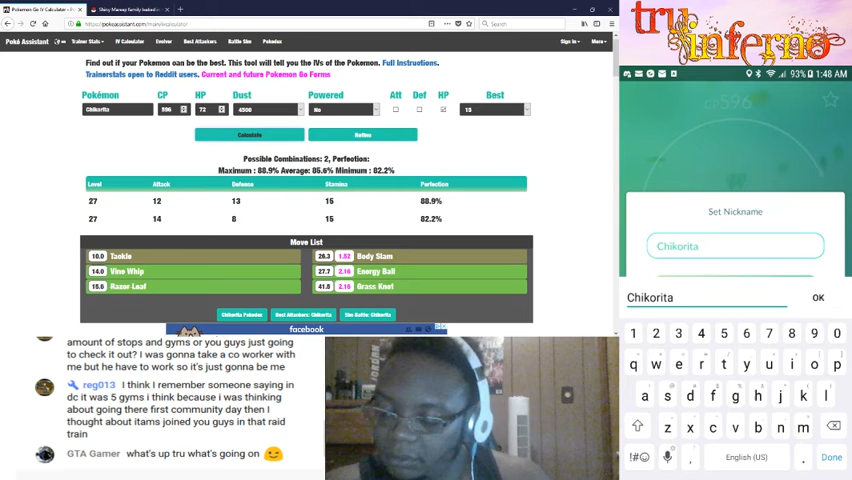 Pokemon Go IV Calculator
Shiny Mareep family leaked in
https://pokeassistant.com/main/ivcalculator
Search
Poké Assistant
Trainer Stats
IV Calculator
Evolver
Best Attackers
Battle Sim
Pokedex
Sign In
More
Find out if your Pokemon can be the best. This tool will tell you the IVs of the Pokemon. Full Instructions.
Trainerstats open to Reddit users. Current and future Pokemon Go Forms
Pokémon CP HP Dust Powered Att Def HP Best
Chikorita 596 72 4500 No 15
Calculate Refine
Possible Combinations: 2, Perfection:
Maximum : 88.9% Average: 85.6% Minimum : 82.2%
Level Attack Defense Stamina Perfection
27 12 13 15 88.9%
27 14 8 15 82.2%
Move List
10.0 Tackle 26.3 1.52 Body Slam
14.0 Vine Whip 27.7 2.16 Energy Ball
15.6 Razor Leaf 41.5 2.16 Grass Knot
Chikorita Pokedex Best Attackers: Chikorita Sim Battle: Chikorita
facebook
amount of stops and gyms or you guys just going
to check it out? I was gonna take a co worker with
me but he have to work so it's just gonna be me
reg013 I think I remember someone saying in
dc it was 5 gyms i think because i was thinking
about going there first community day then I
thought about itams joined you guys in that raid
train
GTA Gamer what's up tru what's going on
tru
inferno
93% 1:48 AM
CP596
Set Nickname
Chikorita
Chikorita OK
1 2 3 4 5 6 7 8 9 0
q w e r t y u i o p
a s d f g h j k l
z x c v b n m
!#☺ , English (US) . Done